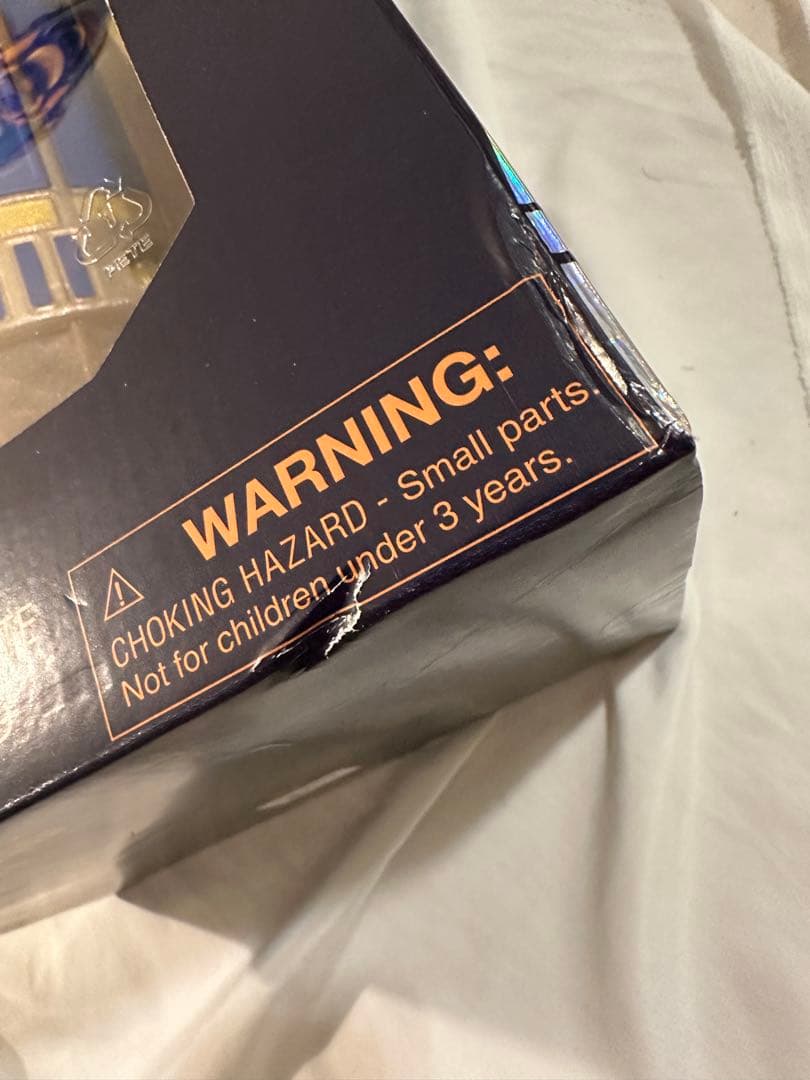 WARNING:
CHOKING HAZARD - Small parts.
Not for children under 3 years.